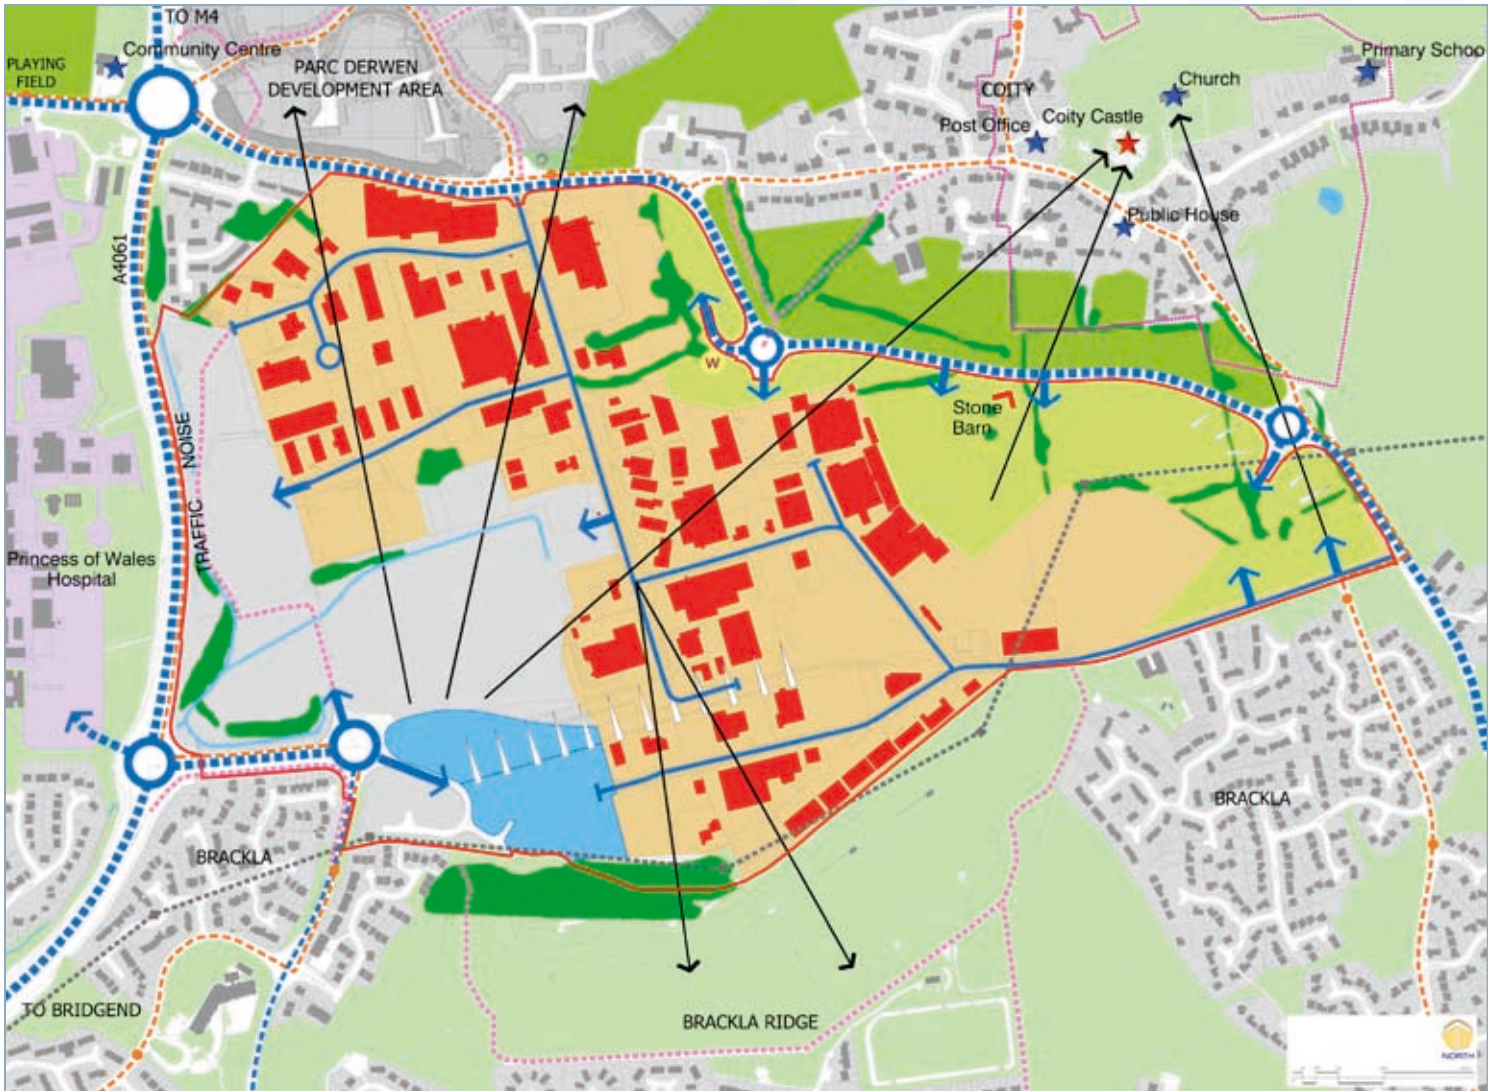 TO M4
Community Centre
PLAYING
FIELD
PARC DERWEN
DEVELOPMENT AREA
COITY
Primary Schoo
Church
Coity Castle
Post Office
Public House
A4061
TRAFFIC NOISE
W
Stone
Barn
Princess of Wales
Hospital
BRACKLA
BRACKLA
TO BRIDGEND
BRACKLA RIDGE
NORTH